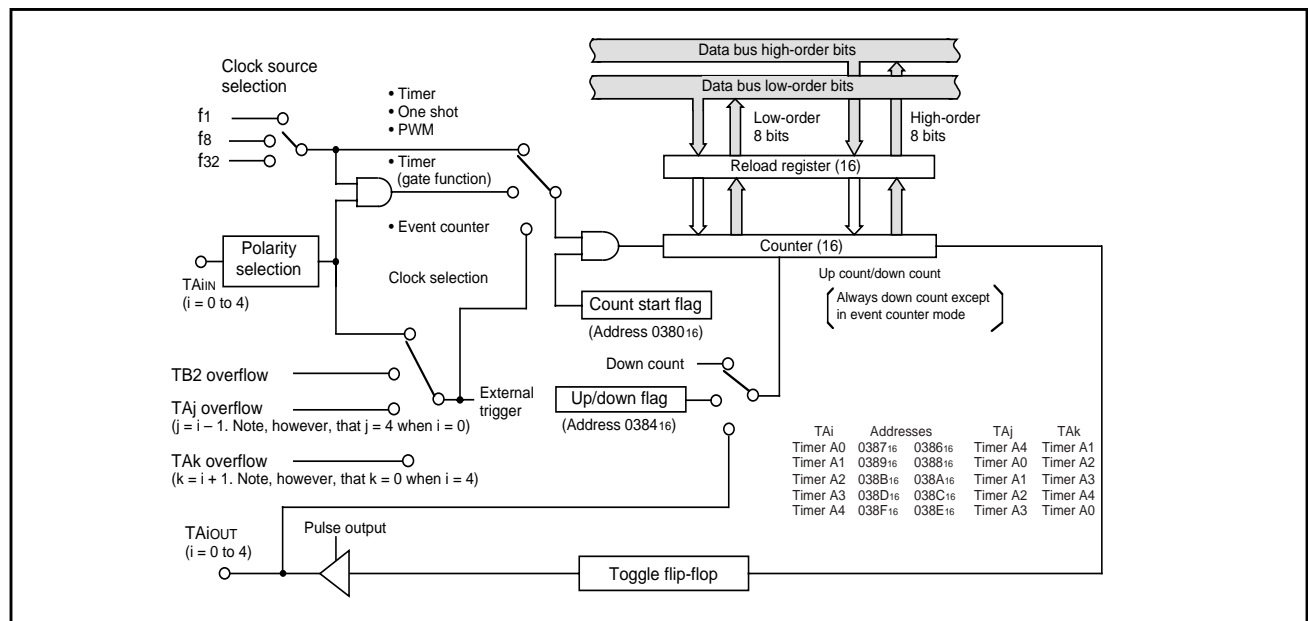 Data bus high-order bits
Data bus low-order bits
Clock source
selection
f1
f8
f32
• Timer
• One shot
• PWM
• Timer
(gate function)
• Event counter
Clock selection
Low-order
8 bits
High-order
8 bits
Reload register (16)
Counter (16)
Polarity
selection
TAiIN
(i = 0 to 4)
Up count/down count
Always down count except
in event counter mode
Count start flag
(Address 038016)
Down count
TB2 overflow
External
trigger
Up/down flag
(Address 038416)
TAj overflow
(j = i – 1. Note, however, that j = 4 when i = 0)
TAk overflow
(k = i + 1. Note, however, that k = 0 when i = 4)
TAi Addresses TAj TAk
Timer A0 038716 038616 Timer A4 Timer A1
Timer A1 038916 038816 Timer A0 Timer A2
Timer A2 038B16 038A16 Timer A1 Timer A3
Timer A3 038D16 038C16 Timer A2 Timer A4
Timer A4 038F16 038E16 Timer A3 Timer A0
TAiOUT
(i = 0 to 4)
Pulse output
Toggle flip-flop